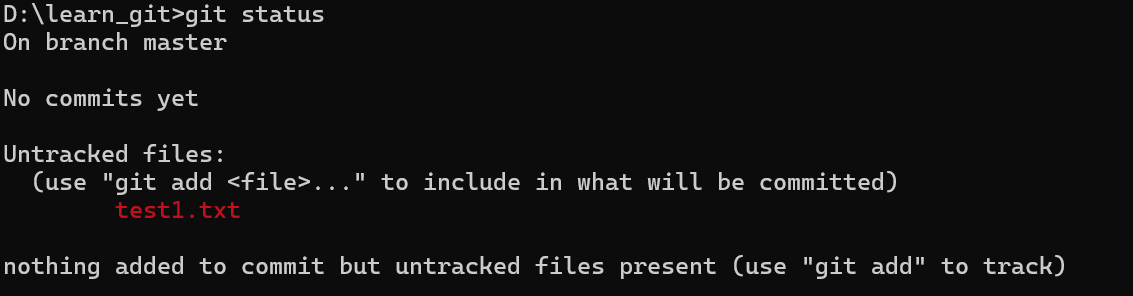 D:\learn_git>git status
On branch master
No commits yet
Untracked files:
(use "git add <file>..." to include in what will be committed)
test1.txt
nothing added to commit but untracked files present (use "git add" to track)